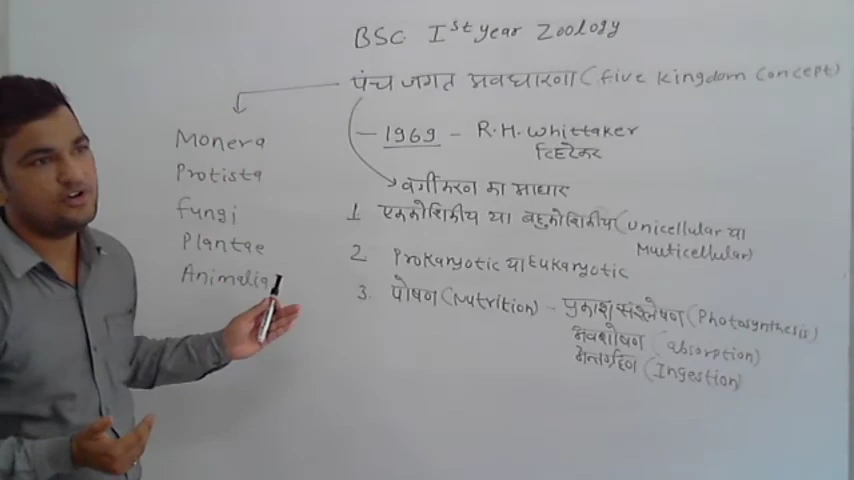 BSC Ist year Zoology
पंच जगत अवधारणा (five Kingdom Concept)
Monera
Protista
fungi
Plantae
Animalia
- 1969 - R.H. Whittaker
व्हिटेकर
वर्गीकरण का आधार
1 एककोशिकीय या बहुकोशिकीय (Unicellular या
Multicellular)
2 Prokaryotic या Eukaryotic
3. पोषण (Nutrition) - प्रकाश संश्लेषण (Photosynthesis)
अवशोषण (absorption)
अन्तर्ग्रहण (Ingestion)